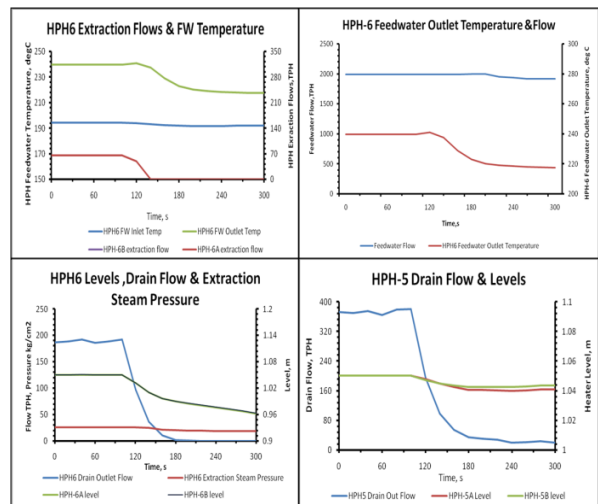 HPH6 Extraction Flows & FW Temperature
HPH Feedwater Temperature, degC
250
230
210
190
170
150
350
280
210
140
70
0
HPH Exraction Flows,TPH
0 60 120 180 240 300
Time, s
HPH6 FW Inlet Temp
HPH6 FW Outlet Temp
HPH-6B extraction flow
HPH-6A extraction flow
HPH-6 Feedwater Outlet Temperature &Flow
Feedwater Flow,TPH
2500
2000
1500
1000
500
0
300
280
260
240
220
200
HPH-6 Feedwater Outlet Temperature, deg C
0 60 120 180 240 300
Time,s
Feedwater Flow
HPH6 Feedwater Outlet Temperature
HPH6 Levels ,Drain Flow & Extraction
Steam Pressure
Flow TPH, Pressure kg/cm2
250
200
150
100
50
0
1.2
1.14
1.08
1.02
0.96
0.9
Level, m
0 60 120 180 240 300
Time, s
HPH6 Drain Outlet Flow
HPH6 Extraction Steam Pressure
HPH-6A level
HPH-6B level
HPH-5 Drain Flow & Levels
Drain Flow, TPH
400
320
240
160
80
0
1.1
1.08
1.06
1.04
1.02
1
Heater Level, m
0 60 120 180 240 300
Time, s
HPH5 Drain Out Flow
HPH-5A Level
HPH-5B level